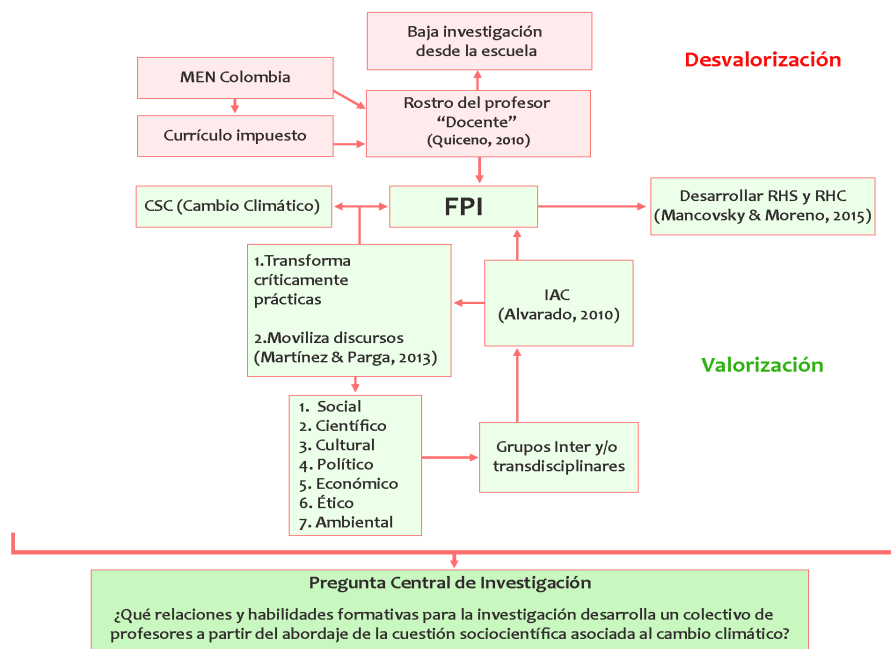 Baja investigación
desde la escuela
Desvalorización
MEN Colombia
Rostro del profesor
“Docente”
(Quiceno, 2010)
Currículo impuesto
CSC (Cambio Climático)
FPI
Desarrollar RHS y RHC
(Mancovsky & Moreno, 2015)
1.Transforma
críticamente
prácticas
2.Moviliza discursos
(Martínez & Parga, 2013)
IAC
(Alvarado, 2010)
Valorización
1. Social
2. Científico
3. Cultural
4. Político
5. Económico
6. Ético
7. Ambiental
Grupos Inter y/o
transdisciplinares
Pregunta Central de Investigación
¿Qué relaciones y habilidades formativas para la investigación desarrolla un colectivo de
profesores a partir del abordaje de la cuestión sociocientífica asociada al cambio climático?